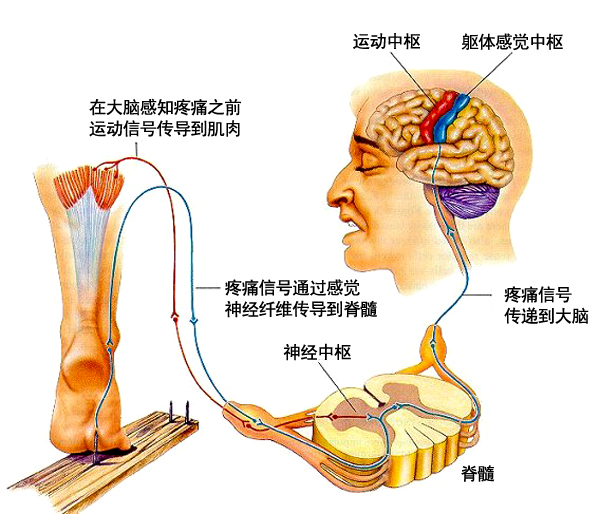 运动中枢
躯体感觉中枢
在大脑感知疼痛之前
运动信号传导到肌肉
疼痛信号通过感觉
神经纤维传导到脊髓
疼痛信号
传递到大脑
神经中枢
脊髓